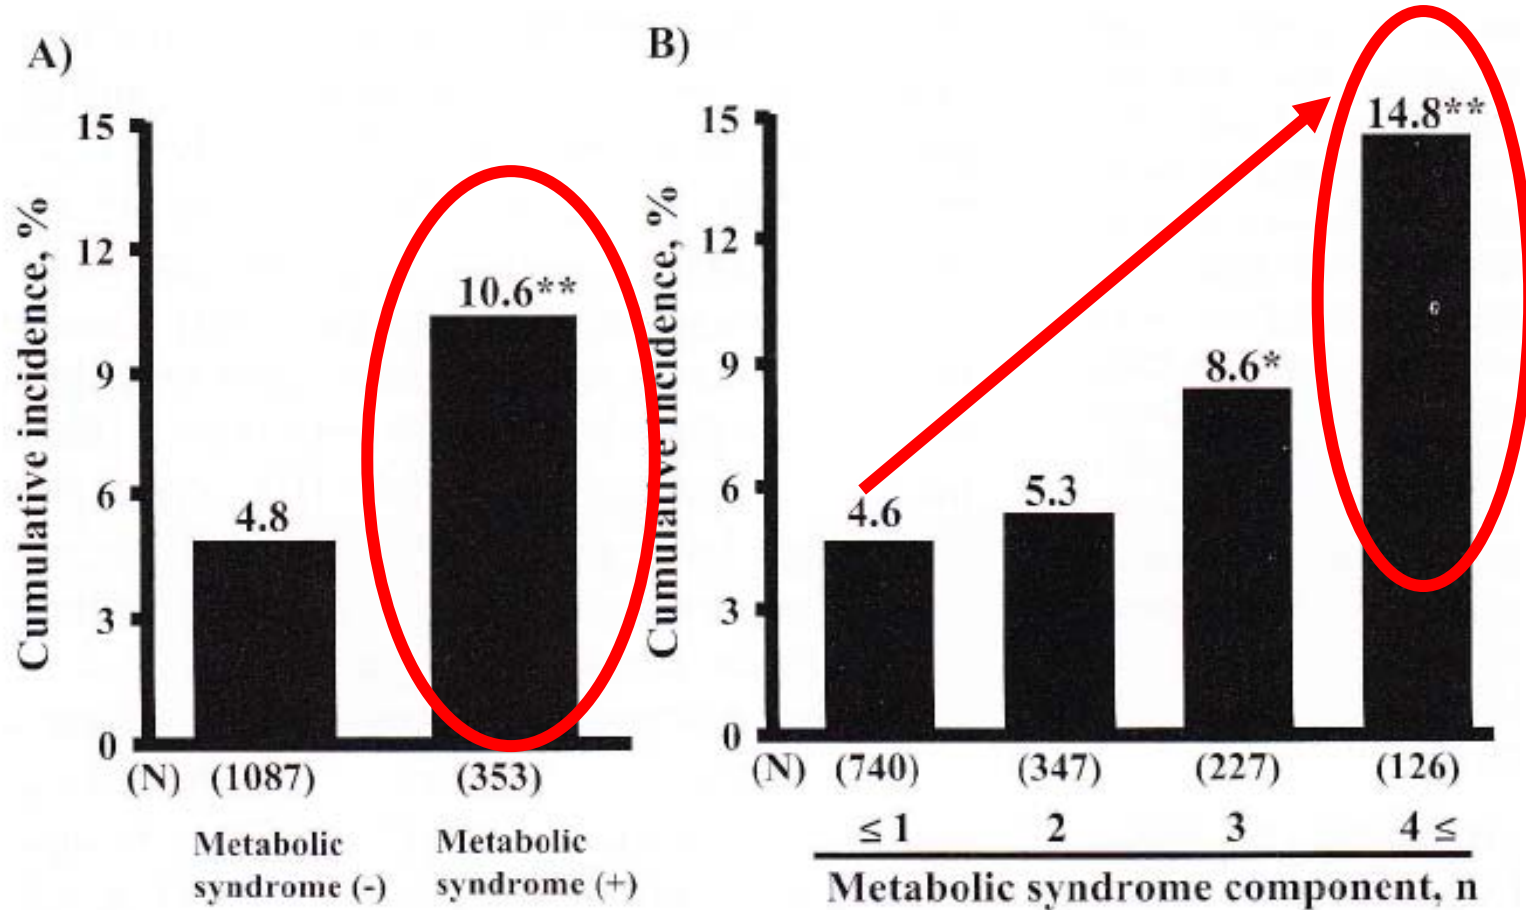 A)
Cumulative incidence, %
15
12
9
6
3
0
4.8
10.6**
(N) (1087) (353)
Metabolic syndrome (-)
Metabolic syndrome (+)
B)
Cumulative incidence, %
15
12
9
6
3
0
4.6
5.3
8.6*
14.8**
(N) (740) (347) (227) (126)
≤ 1 2 3 4 ≤
Metabolic syndrome component, n